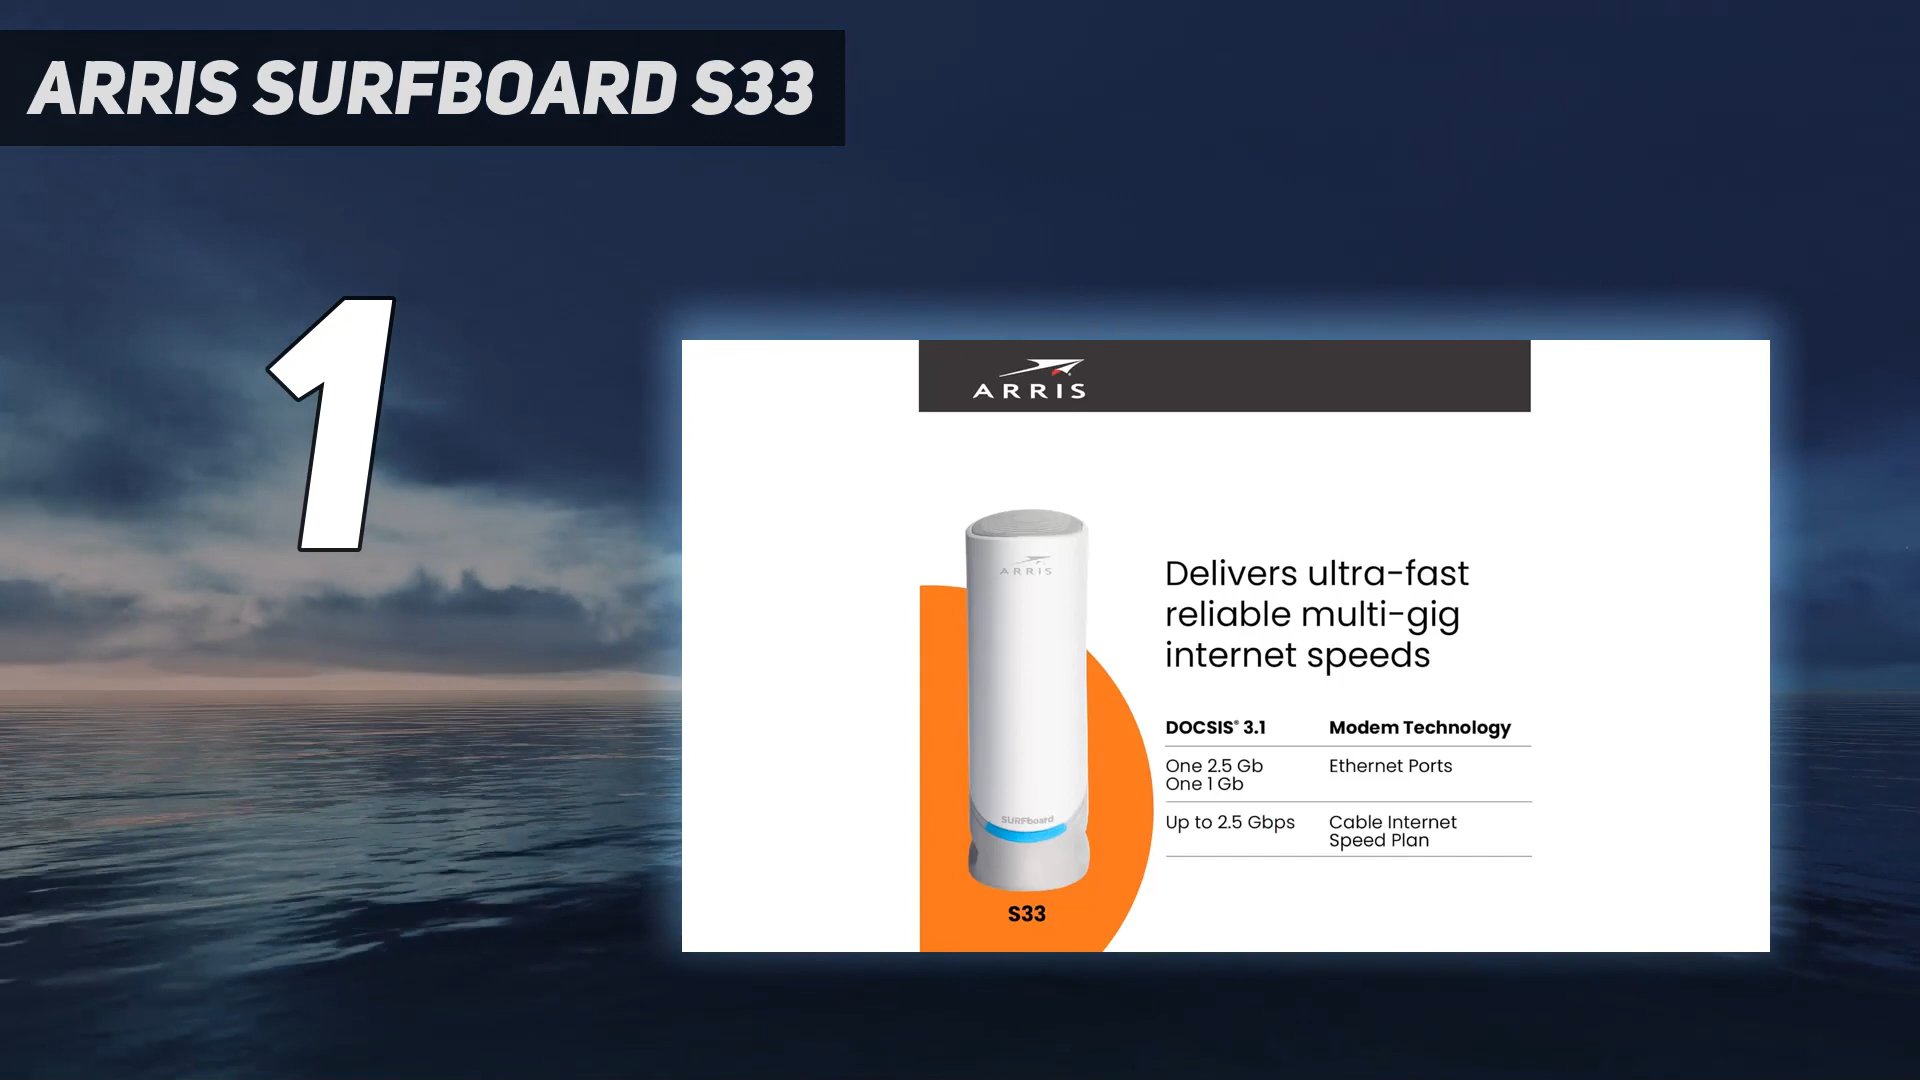 ARRIS SURFBOARD S33
1
ARRIS
ARRIS
Delivers ultra-fast
reliable multi-gig
internet speeds
DOCSIS® 3.1 Modem Technology
One 2.5 Gb Ethernet Ports
One 1 Gb
Up to 2.5 Gbps Cable Internet
Speed Plan
SURFboard
S33